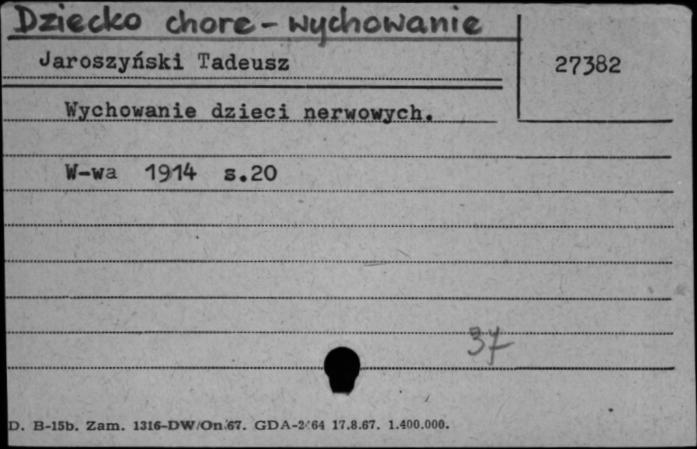 Dziecko chore - wychowanie
Jaroszyński Tadeusz
27382
Wychowanie dzieci nerwowych.
W-wa 1914 s.20
37
D. B-15b. Zam. 1316-DW/On/67. GDA-2/64 17.8.67. 1.400.000.